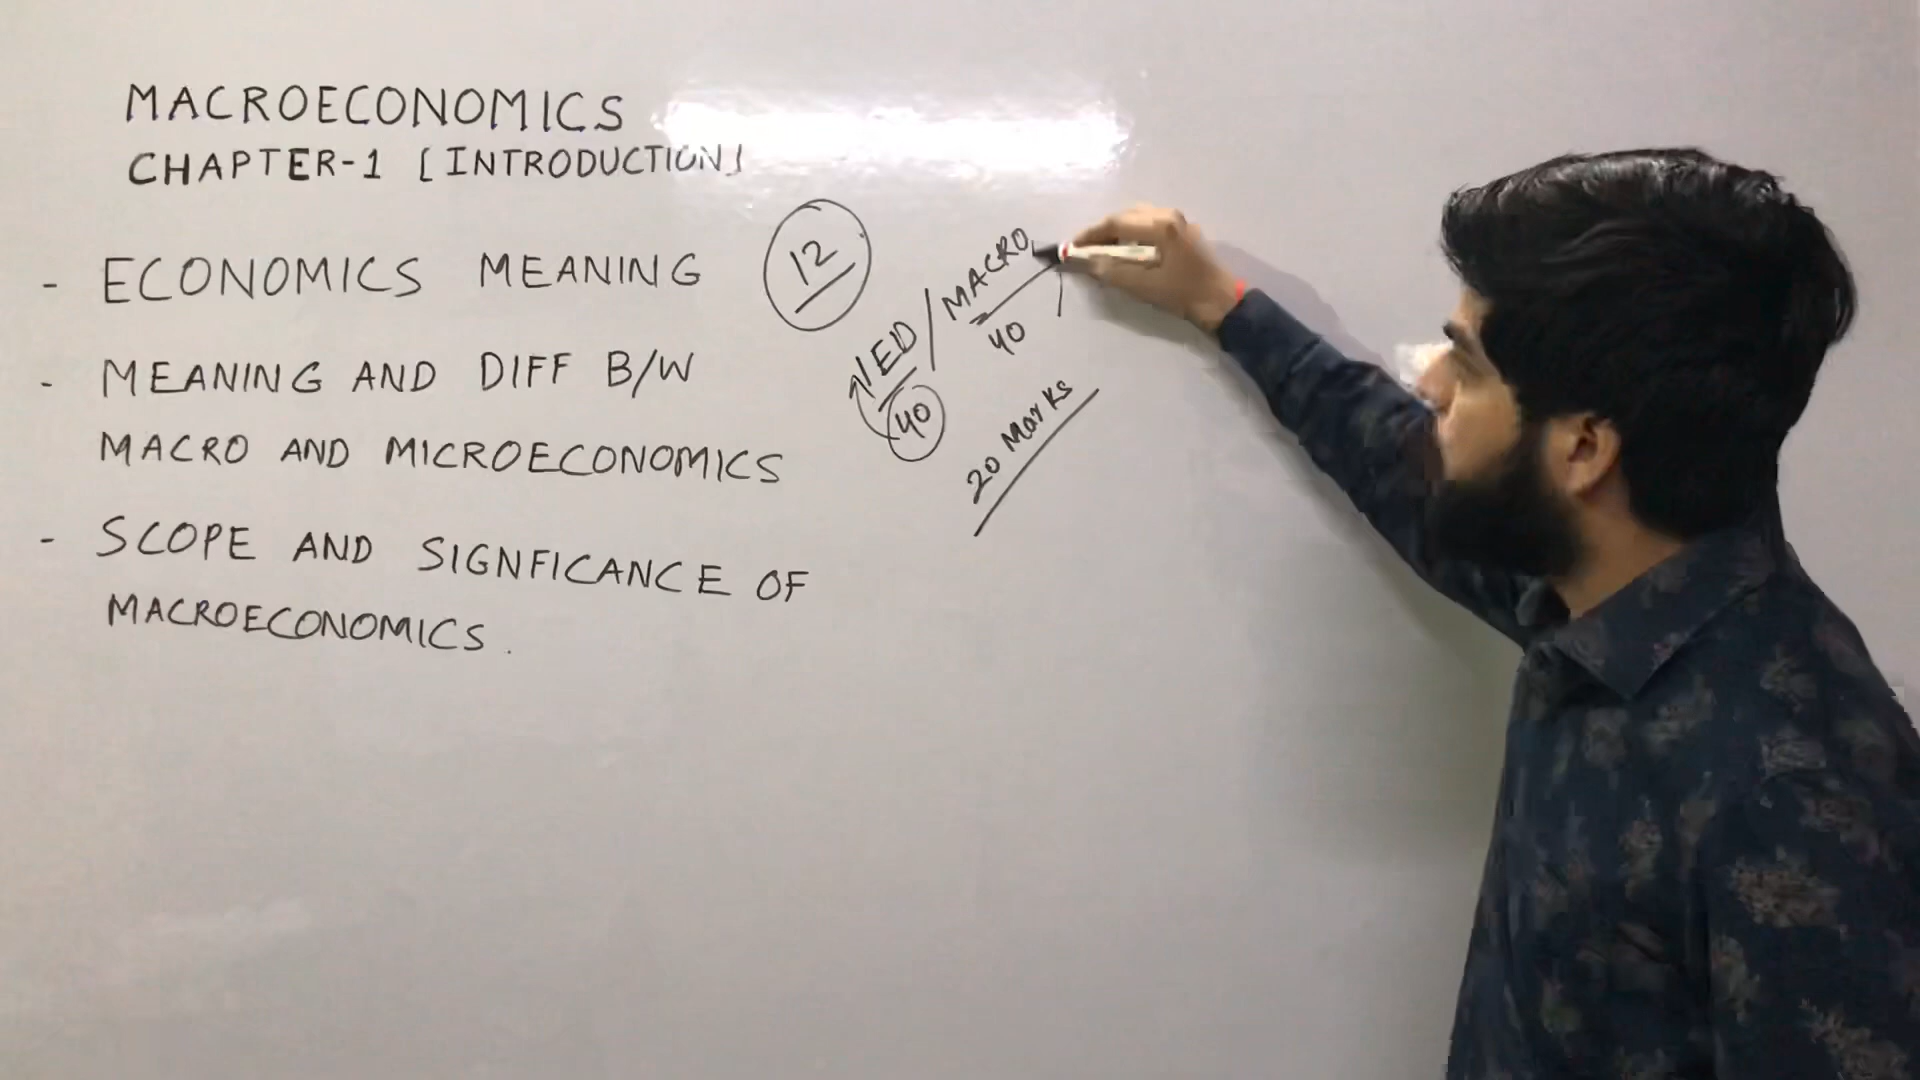 MACROECONOMICS
CHAPTER-1 [INTRODUCTION]
- ECONOMICS MEANING
- MEANING AND DIFF B/W
MACRO AND MICROECONOMICS
- SCOPE AND SIGNFICANCE OF
MACROECONOMICS.
12
IED / MACRO
40 40
20 Marks